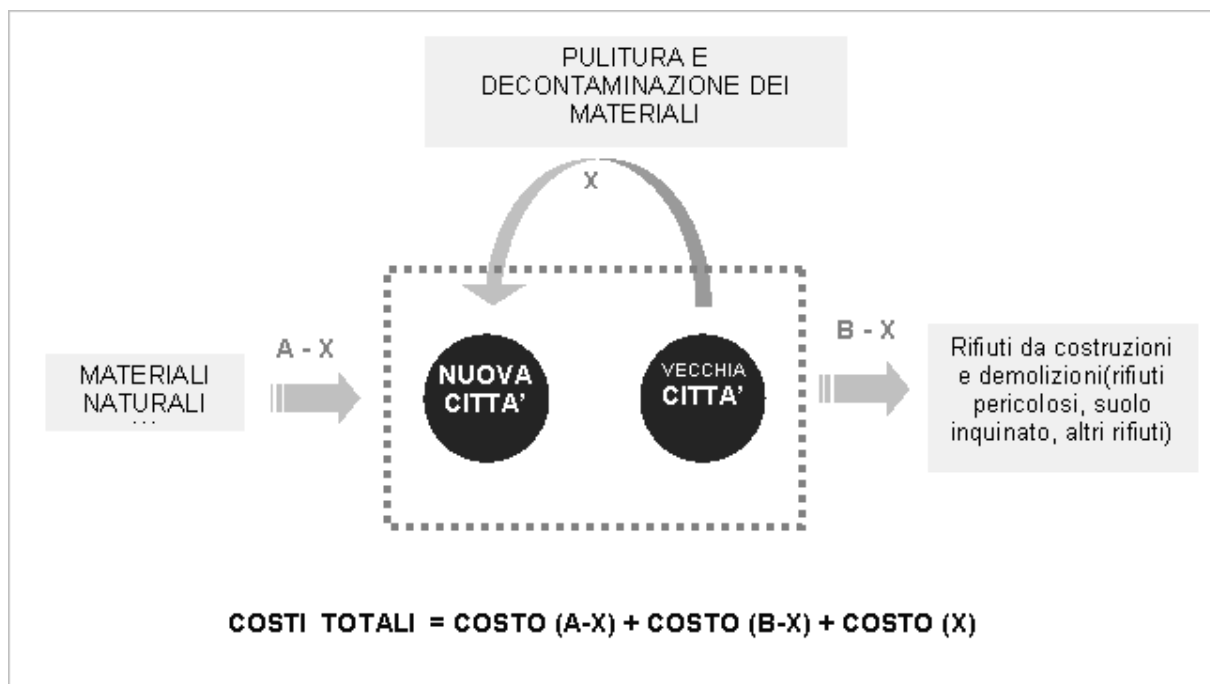 PULITURA E
DECONTAMINAZIONE DEI
MATERIALI
X
A - X
B - X
MATERIALI
NATURALI
...
NUOVA
CITTA'
VECCHIA
CITTA'
Rifiuti da costruzioni
e demolizioni(rifiuti
pericolosi, suolo
inquinato, altri rifiuti)
COSTI TOTALI = COSTO (A-X) + COSTO (B-X) + COSTO (X)